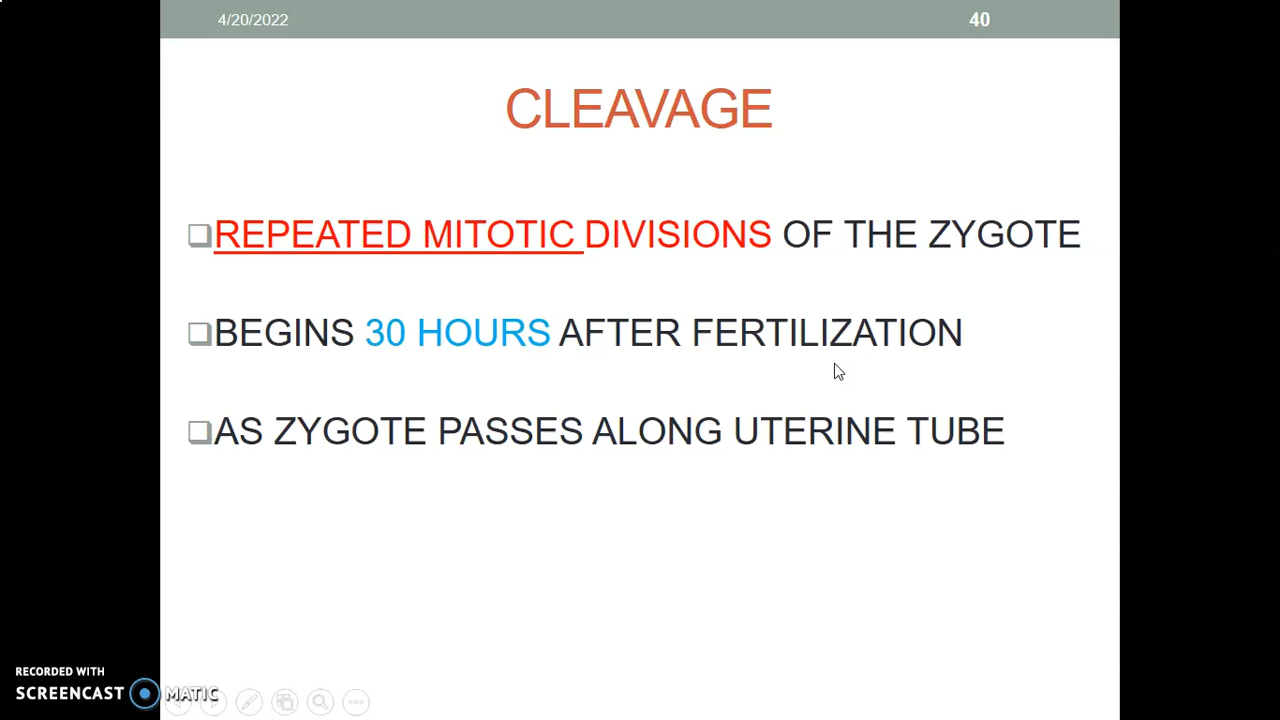 4/20/2022
40
CLEAVAGE
REPEATED MITOTIC DIVISIONS OF THE ZYGOTE
BEGINS 30 HOURS AFTER FERTILIZATION
AS ZYGOTE PASSES ALONG UTERINE TUBE
RECORDED WITH
SCREENCAST MATIC